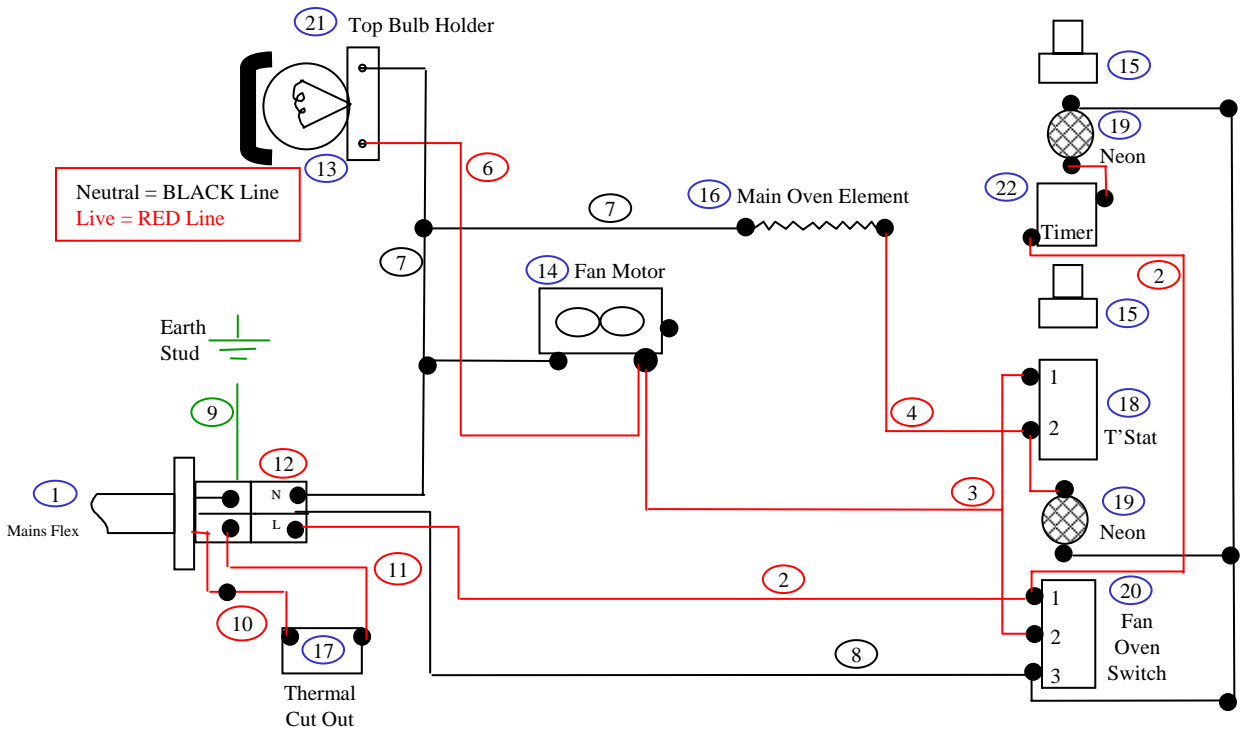 21 Top Bulb Holder
15
19
Neon
13
6
Neutral = BLACK Line
Live = RED Line
16 Main Oven Element
22
Timer
7
7
14 Fan Motor
2
15
Earth
Stud
1
18
2
T'Stat
4
9
12
1
N
3
19
Mains Flex
L
Neon
11
2
1
20
10
Fan
2
Oven
17
8
3
Switch
Thermal
Cut Out